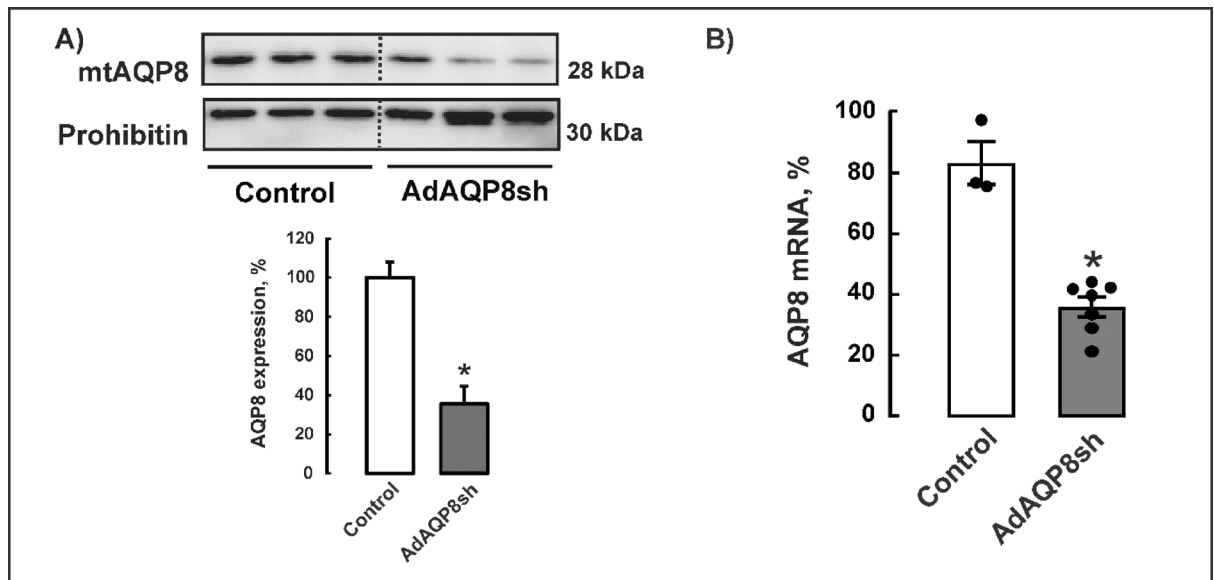 A)
mtAQP8
28 kDa
Prohibitin
30 kDa
Control
AdAQP8sh
AQP8 expression, %
120
100
80
60
40
20
0
*
Control
AdAQP8sh
B)
AQP8 mRNA, %
100
80
60
40
20
0
*
Control
AdAQP8sh